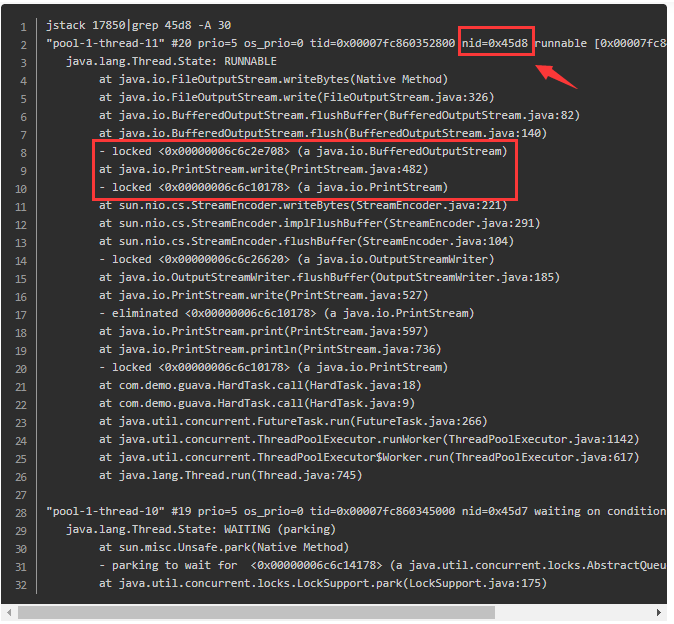 1 jstack 17850|grep 45d8 -A 30
2 "pool-1-thread-11" #20 prio=5 os_prio=0 tid=0x00007fc860352800 nid=0x45d8 runnable [0x00007fc8
3 java.lang.Thread.State: RUNNABLE
4 at java.io.FileOutputStream.writeBytes(Native Method)
5 at java.io.FileOutputStream.write(FileOutputStream.java:326)
6 at java.io.BufferedOutputStream.flushBuffer(BufferedOutputStream.java:82)
7 at java.io.BufferedOutputStream.flush(BufferedOutputStream.java:140)
8 - locked <0x00000006c6c2e708> (a java.io.BufferedOutputStream)
9 at java.io.PrintStream.write(PrintStream.java:482)
10 - locked <0x00000006c6c10178> (a java.io.PrintStream)
11 at sun.nio.cs.StreamEncoder.writeBytes(StreamEncoder.java:221)
12 at sun.nio.cs.StreamEncoder.implFlushBuffer(StreamEncoder.java:291)
13 at sun.nio.cs.StreamEncoder.flushBuffer(StreamEncoder.java:104)
14 - locked <0x00000006c6c26620> (a java.io.OutputStreamWriter)
15 at java.io.OutputStreamWriter.flushBuffer(OutputStreamWriter.java:185)
16 at java.io.PrintStream.write(PrintStream.java:527)
17 - eliminated <0x00000006c6c10178> (a java.io.PrintStream)
18 at java.io.PrintStream.print(PrintStream.java:597)
19 at java.io.PrintStream.println(PrintStream.java:736)
20 - locked <0x00000006c6c10178> (a java.io.PrintStream)
21 at com.demo.guava.HardTask.call(HardTask.java:18)
22 at com.demo.guava.HardTask.call(HardTask.java:9)
23 at java.util.concurrent.FutureTask.run(FutureTask.java:266)
24 at java.util.concurrent.ThreadPoolExecutor.runWorker(ThreadPoolExecutor.java:1142)
25 at java.util.concurrent.ThreadPoolExecutor$Worker.run(ThreadPoolExecutor.java:617)
26 at java.lang.Thread.run(Thread.java:745)
27
28 "pool-1-thread-10" #19 prio=5 os_prio=0 tid=0x00007fc860345000 nid=0x45d7 waiting on condition
29 java.lang.Thread.State: WAITING (parking)
30 at sun.misc.Unsafe.park(Native Method)
31 - parking to wait for <0x00000006c6c14178> (a java.util.concurrent.locks.AbstractQueu
32 at java.util.concurrent.locks.LockSupport.park(LockSupport.java:175)